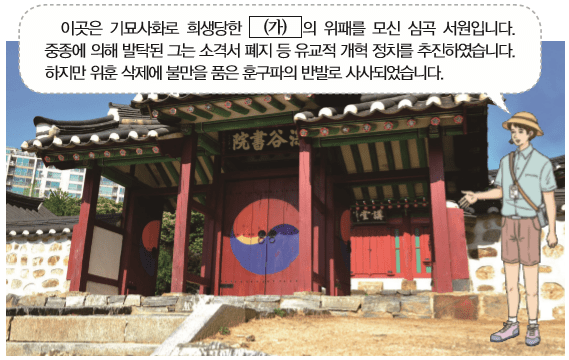 이곳은 기묘사화로 희생당한 (가) 의 위패를 모신 심곡 서원입니다.
중종에 의해 발탁된 그는 소격서 폐지 등 유교적 개혁 정치를 추진하였습니다.
하지만 위훈 삭제에 불만을 품은 훈구파의 반발로 사사되었습니다.
院書谷深
堂講